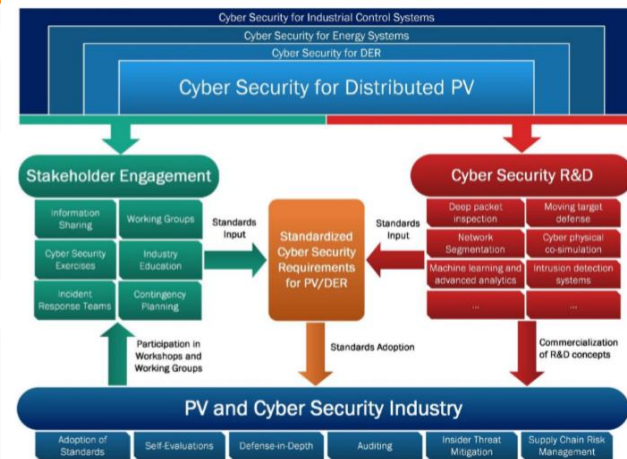 Cyber Security for Industrial Control Systems
Cyber Security for Energy Systems
Cyber Security for DER
Cyber Security for Distributed PV
Stakeholder Engagement
Information
Sharing
Working Groups
Cyber Security
Exercises
Industry
Education
Incident
Response Teams
Contingency
Planning
Standards
Input
Standardized
Cyber Security
Requirements
for PV/DER
Standards
Input
Cyber Security R&D
Deep packet
inspection
Moving target
defense
Network
Segmentation
Cyber physical
co-simulation
Machine learning and
advanced analytics
Intrusion detection
systems
...
...
Participation in
Workshops and
Working Groups
Standards Adoption
Commercialization
of R&D concepts
PV and Cyber Security Industry
Adoption of
Standards
Self-Evaluations
Defense-in-Depth
Auditing
Insider Threat
Mitigation
Supply Chain Risk
Management